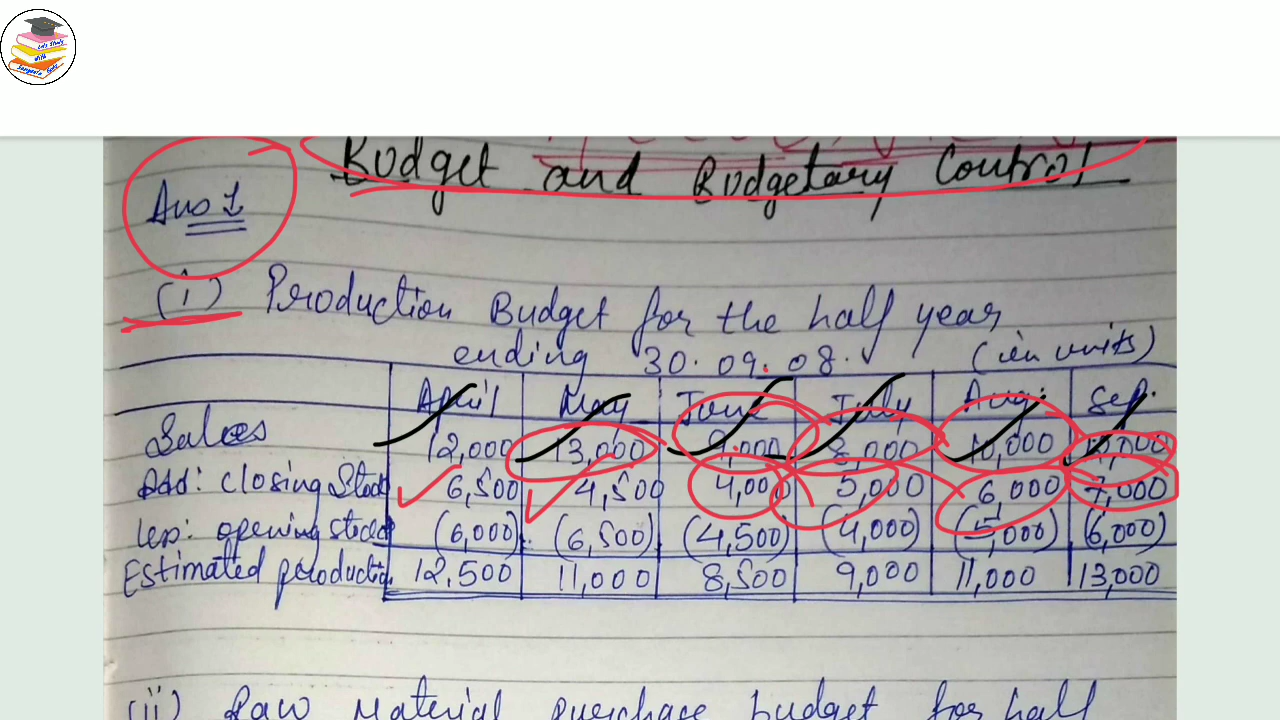 Lets Study
With
Sangeeta
Budget and Budgetary Control
Ans 1
(i) Production Budget for the half year
ending 30.09.08. (in units)
April May June July Aug. Sep.
Sales 12,000 13,000 9,000 8,000 10,000
Add: closing Stock 6,500 4,500 4,000 5,000 6,000 7,000
Less: opening stock (6,000) (6,500) (4,500) (4,000) (5,000) (6,000)
Estimated production 12,500 11,000 8,500 9,000 11,000 13,000
(ii) Raw Material purchase budget for half